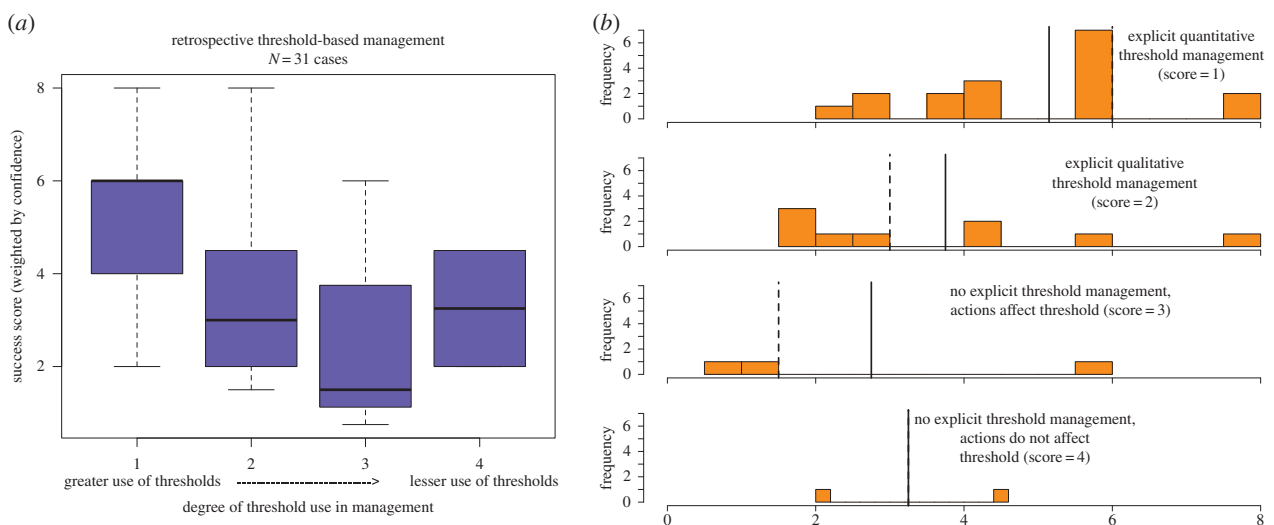 (a)
retrospective threshold-based management
N = 31 cases
success score (weighted by confidence)
8
6
4
2
1 2 3 4
greater use of thresholds --------------> lesser use of thresholds
degree of threshold use in management
(b)
explicit quantitative
threshold management
(score = 1)
frequency
6
4
2
0
explicit qualitative
threshold management
(score = 2)
frequency
6
4
2
0
no explicit threshold management,
actions affect threshold (score = 3)
frequency
6
4
2
0
no explicit threshold management,
actions do not affect
threshold (score = 4)
frequency
6
4
2
0
0 2 4 6 8